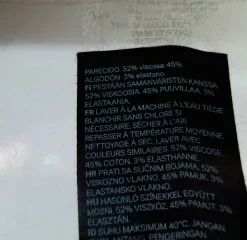 PARECIDO, 52% viscosa, 45%
ALGODÓN, 3% elastano.
FI PESTÄÄN SAMANVÄRISTEN KANSSA,
52% VISKOOSIA, 45% PUUVILLAA, 3%
ELASTAANIA.
FR LAVER À LA MACHINE À L'EAU TIÈDE
BLANCHIR SANS CHLORE SI
NÉCESSAIRE, SÉCHER À L'AIR
REPASSER À TEMPÉRATURE MOYENNE,
NETTOYAGE À SEC, LAVER AVEC
COULEURS SIMILAIRES, 52% VISCOSE,
45% COTON, 3% ELASTHANNE.
HR PRATI SA SLIČNIM BOJAMA, 52%
VISKOZNO VLAKNO, 45% PAMUK, 3%
ELASTANSKO VLAKNO.
HU HASONLÓ SZÍNEKKEL EGYÜTT
MOSNI, 52% VISZKÓZ, 45% PAMUT, 3%
ELASZTÁN.
ID SUHU MAKSIMUM 40°C, JANGAN
PENGERINGAN